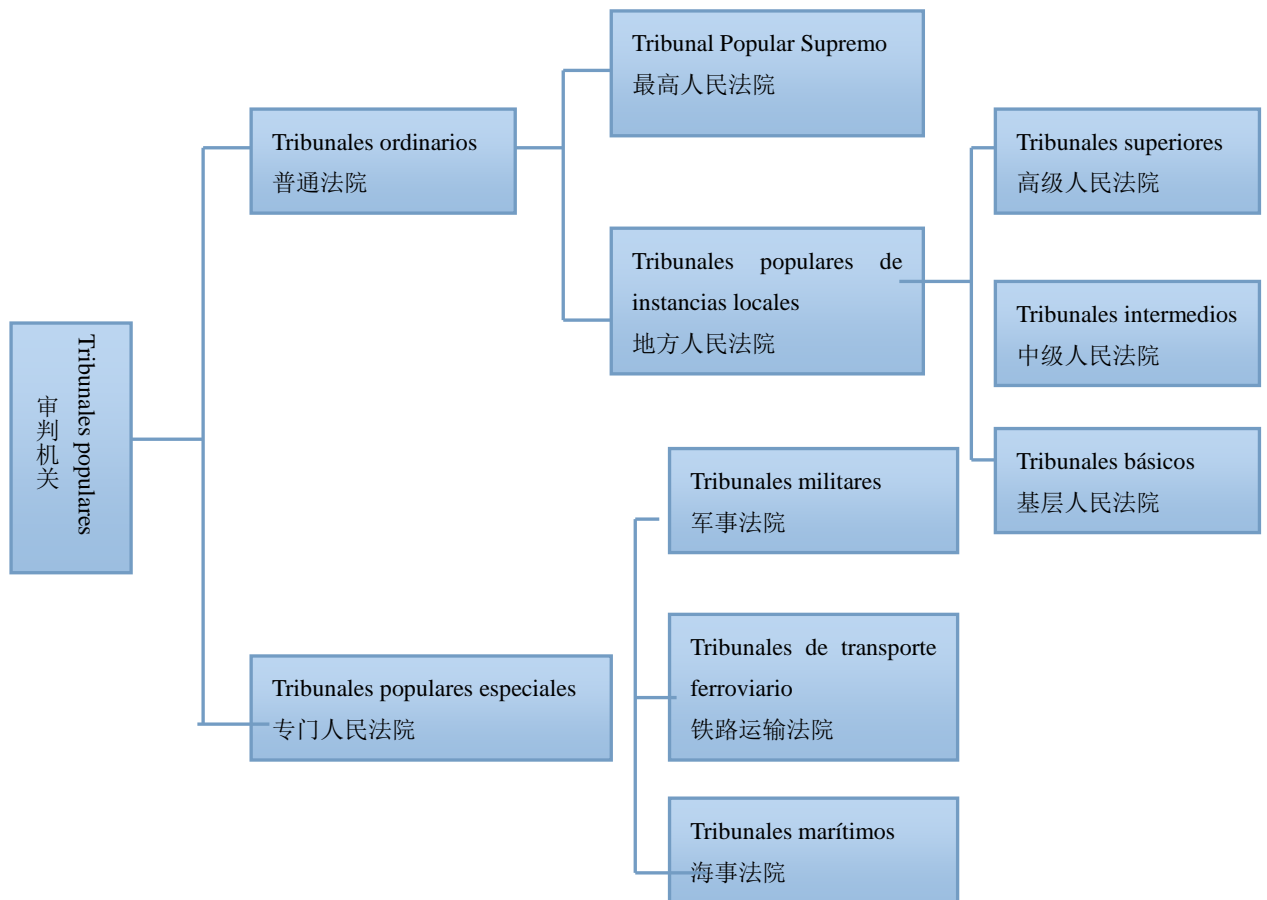 Tribunales populares
审判机关
Tribunales ordinarios
普通法院
Tribunal Popular Supremo
最高人民法院
Tribunales populares de
instancias locales
地方人民法院
Tribunales superiores
高级人民法院
Tribunales intermedios
中级人民法院
Tribunales básicos
基层人民法院
Tribunales populares especiales
专门人民法院
Tribunales militares
军事法院
Tribunales de transporte
ferroviario
铁路运输法院
Tribunales marítimos
海事法院